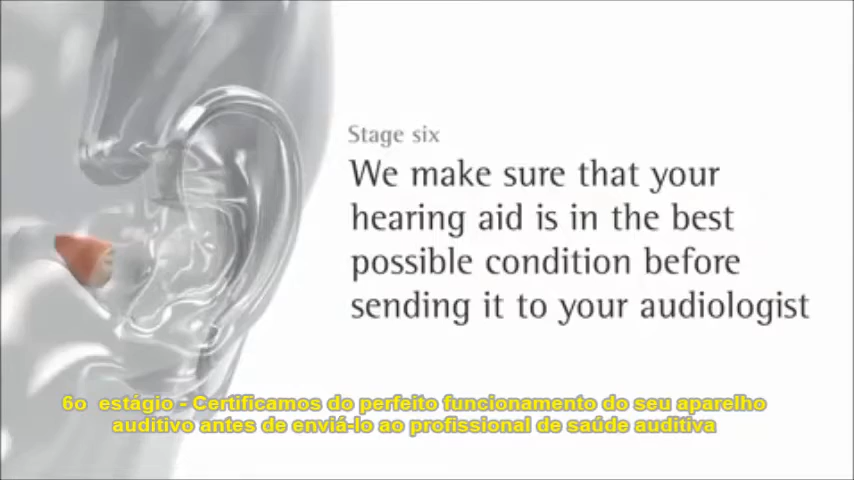 Stage six
We make sure that your
hearing aid is in the best
possible condition before
sending it to your audiologist
6o  estágio - Certificamos do perfeito funcionamento do seu aparelho
auditivo antes de enviá-lo ao profissional de saúde auditiva